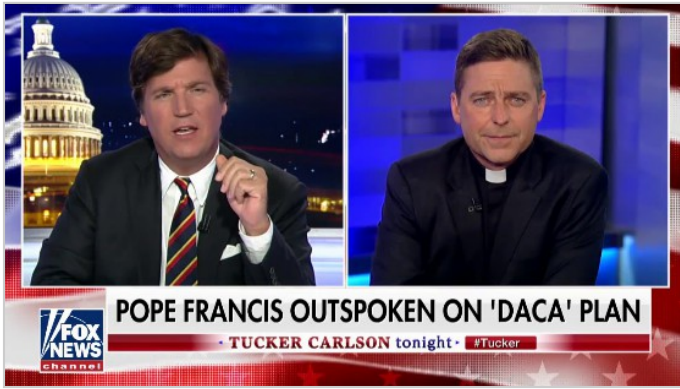 POPE FRANCIS OUTSPOKEN ON 'DACA' PLAN
FOX
NEWS
channel
· TUCKER CARLSON tonight · #Tucker